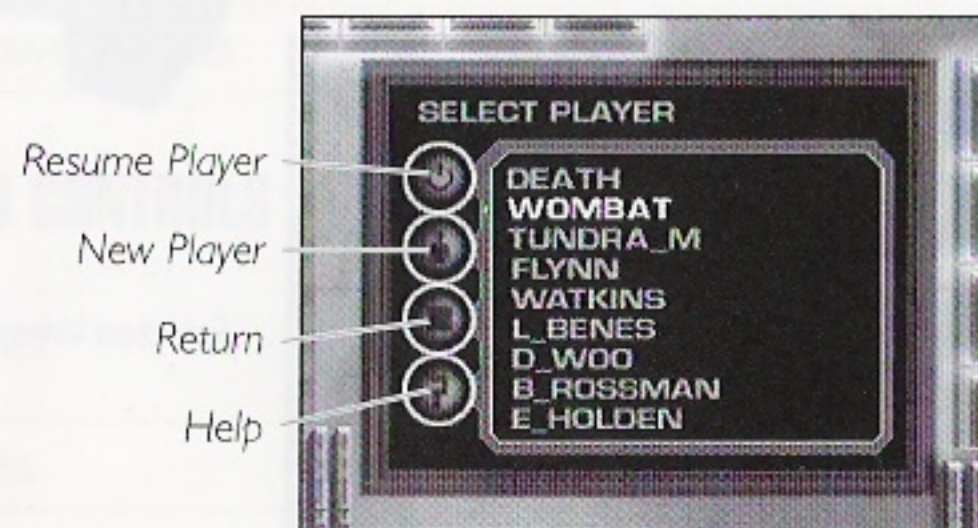 SELECT PLAYER
Resume Player
New Player
Return
Help
DEATH
WOMBAT
TUNDRA_M
FLYNN
WATKINS
L_BENES
D_WOO
B_ROSSMAN
E_HOLDEN